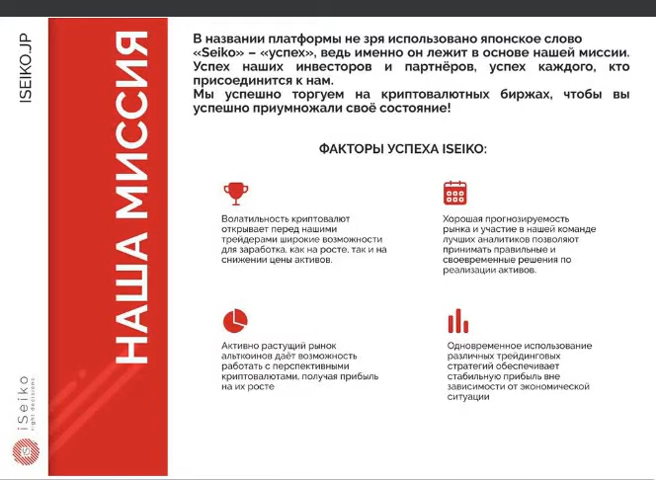 ISEIKO.JP
НАША МИССИЯ
iSeiko
right decisions
В названии платформы не зря использовано японское слово
«Seiko» – «успех», ведь именно он лежит в основе нашей миссии.
Успех наших инвесторов и партнёров, успех каждого, кто
присоединится к нам.
Мы успешно торгуем на криптовалютных биржах, чтобы вы
успешно приумножали своё состояние!
ФАКТОРЫ УСПЕХА ISEIKO:
Волатильность криптовалют
открывает перед нашими
трейдерами широкие возможности
для заработка, как на росте, так и на
снижении цены активов.
Хорошая прогнозируемость
рынка и участие в нашей команде
лучших аналитиков позволяют
принимать правильные и
своевременные решения по
реализации активов.
Активно растущий рынок
альткоинов даёт возможность
работать с перспективными
криптовалютами, получая прибыль
на их росте
Одновременное использование
различных трейдинговых
стратегий обеспечивает
стабильную прибыль вне
зависимости от экономической
ситуации